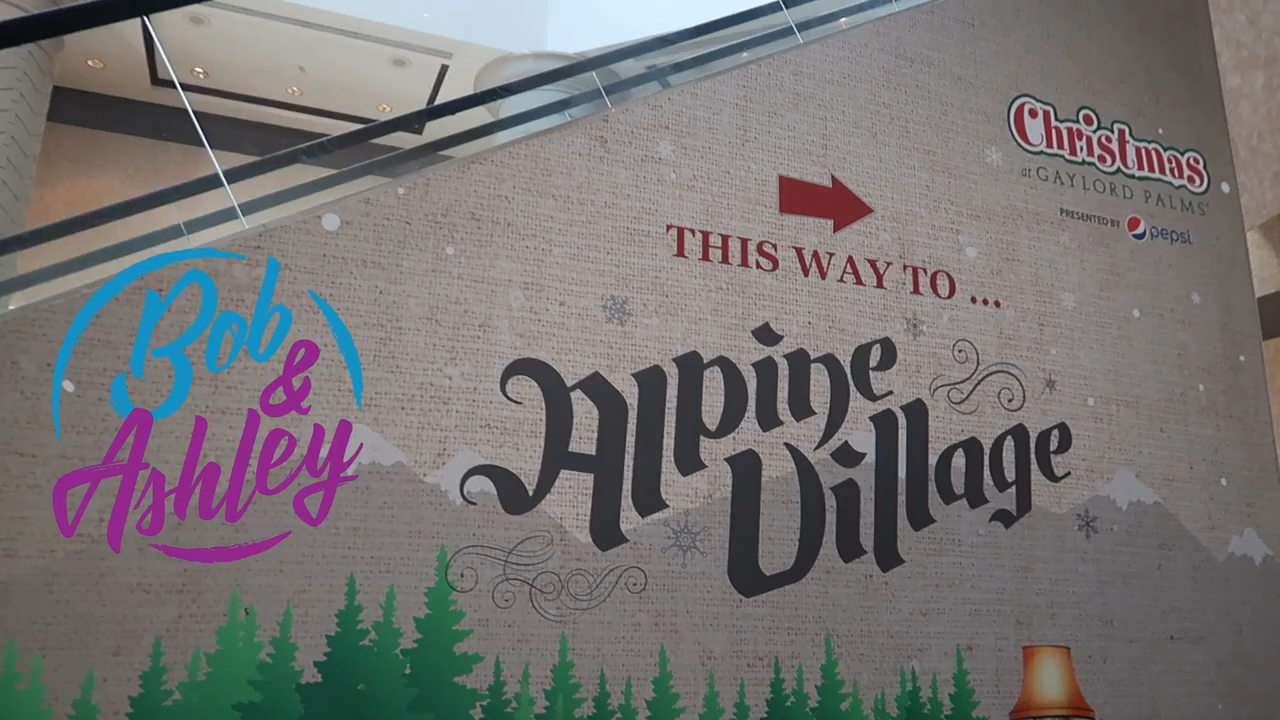 Christmas
at GAYLORD PALMS®
PRESENTED BY pepsi
THIS WAY TO ...
Alpine
Village
Bob
&
Ashley